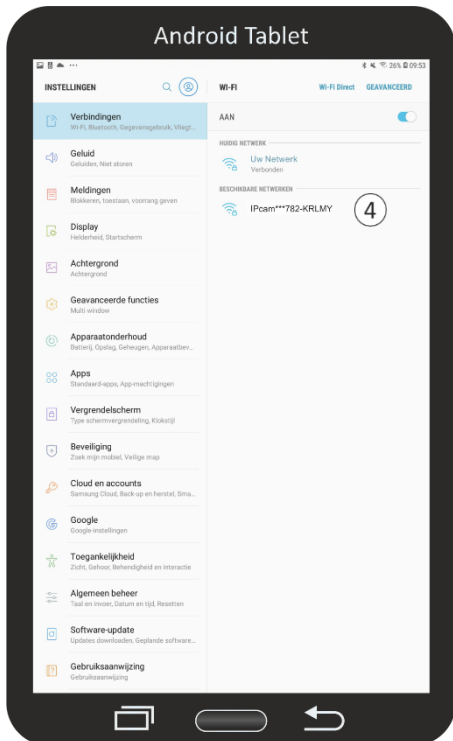 Android Tablet
26% 09:53
INSTELLINGEN
Verbindingen
Wi-Fi, Bluetooth, Gegevensgebruik, Vliegt...
Geluid
Geluiden, Niet storen
Meldingen
Blokkeren, toestaan, voorrang geven
Display
Helderheid, Startscherm
Achtergrond
Achtergrond
Geavanceerde functies
Multi window
Apparaatonderhoud
Batterij, Opslag, Geheugen, Apparaatbev...
Apps
Standaard-apps, App-machtigingen
Vergrendelscherm
Type schermvergrendeling, Klokstijl
Beveiliging
Zoek mijn mobiel, Veilige map
Cloud en accounts
Samsung Cloud, Back-up en herstel, Sma...
Google
Google-instellingen
Toegankelijkheid
Zicht, Gehoor, Behendigheid en interactie
Algemeen beheer
Taal en invoer, Datum en tijd, Resetten
Software-update
Updates downloaden, Geplande software...
Gebruiksaanwijzing
Gebruiksaanwijzing
WI-FI
Wi-Fi Direct GEAVANCEERD
AAN
HUIDIG NETWERK
Uw Netwerk
Verbonden
BESCHIKBARE NETWERKEN
IPcam***782-KRLMY
4